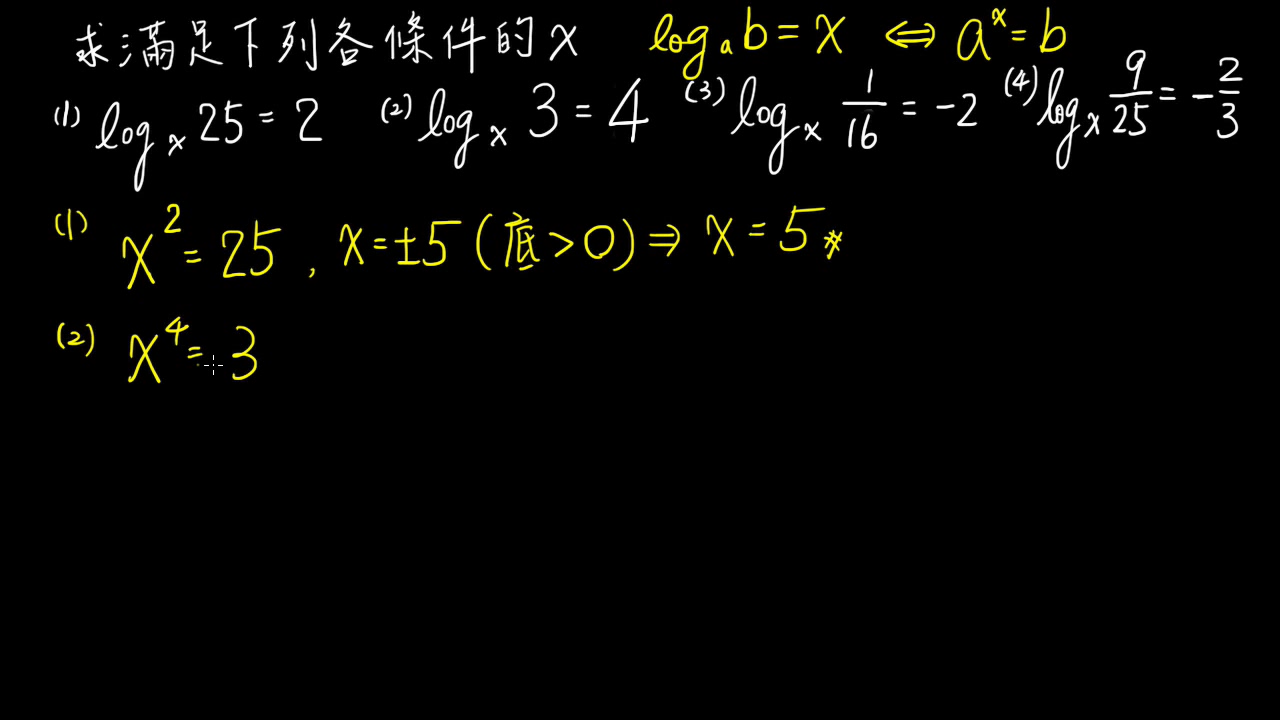 求滿足下列各條件的 x  log_a b = x ⇔ a^x = b
(1) log_x 25 = 2 (2) log_x 3 = 4 (3) log_x 1/16 = -2 (4) log_x 9/25 = -2/3
(1) x^2 = 25 , x = ±5 (底 > 0) ⇒ x = 5 *
(2) x^4 = 3